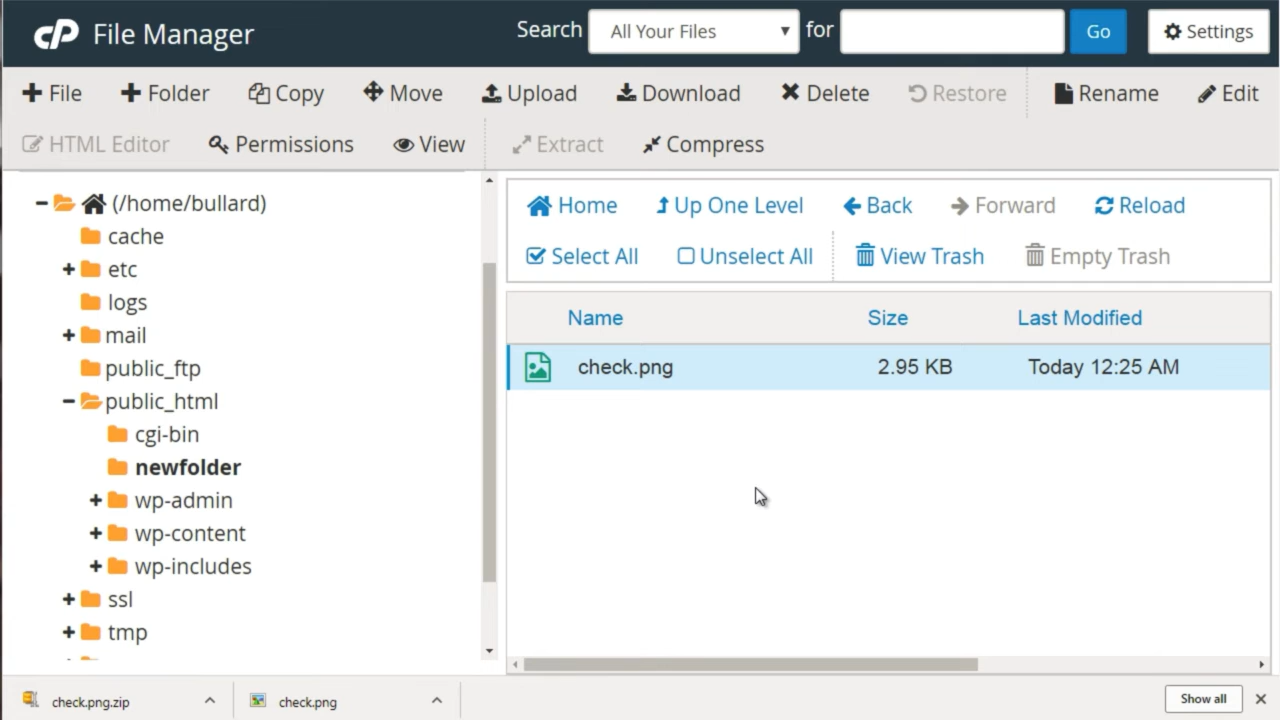 cP File Manager Search All Your Files for Go Settings
File Folder Copy Move Upload Download Delete Restore Rename Edit
HTML Editor Permissions View Extract Compress
(/home/bullard)
cache
etc
logs
mail
public_ftp
public_html
cgi-bin
newfolder
wp-admin
wp-content
wp-includes
ssl
tmp
Home Up One Level Back Forward Reload
Select All Unselect All View Trash Empty Trash
Name Size Last Modified
check.png 2.95 KB Today 12:25 AM
check.png.zip check.png Show all